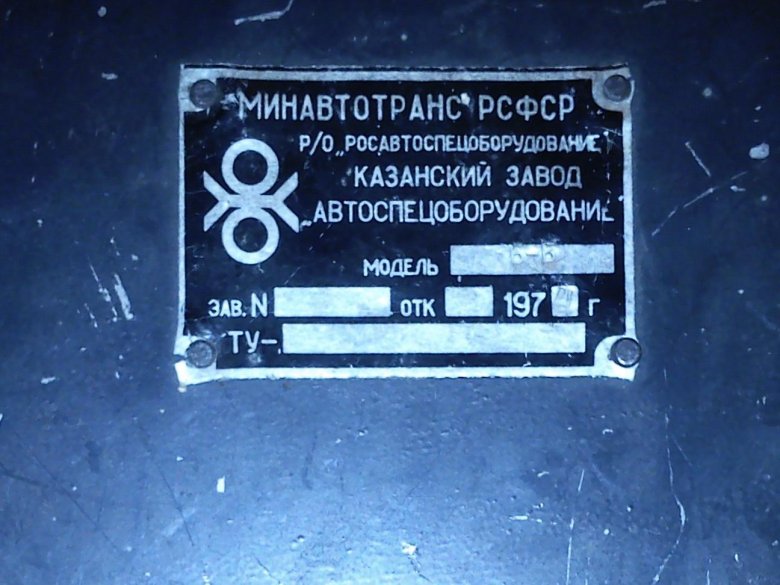 МИНАВТОТРАНС РСФСР
Р/О „РОСАВТОСПЕЦОБОРУДОВАНИЕ
КАЗАНСКИЙ ЗАВОД
„АВТОСПЕЦОБОРУДОВАНИЕ
МОДЕЛЬ
ЗАВ. N ОТК 197 г
ТУ-